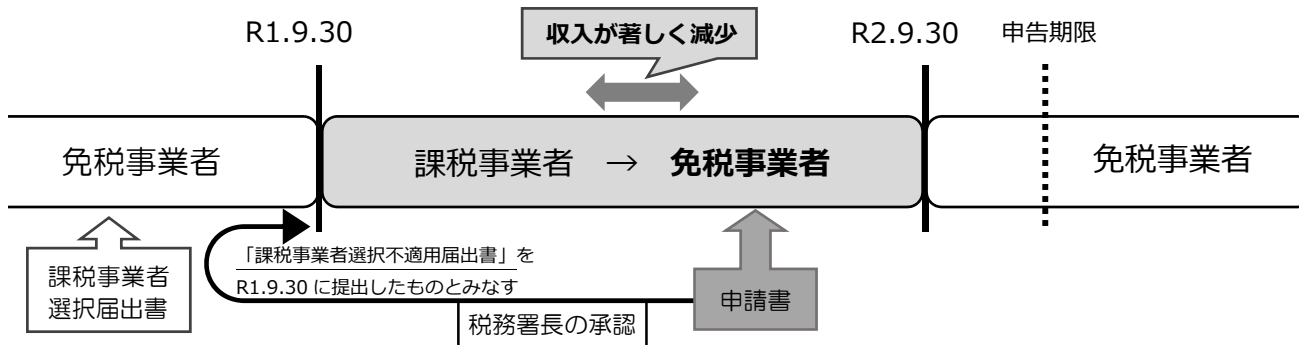 R1.9.30
収入が著しく減少
R2.9.30
申告期限
免税事業者
課税事業者 → 免税事業者
免税事業者
課税事業者
選択届出書
「課税事業者選択不適用届出書」を
R1.9.30 に提出したものとみなす
申請書
税務署長の承認